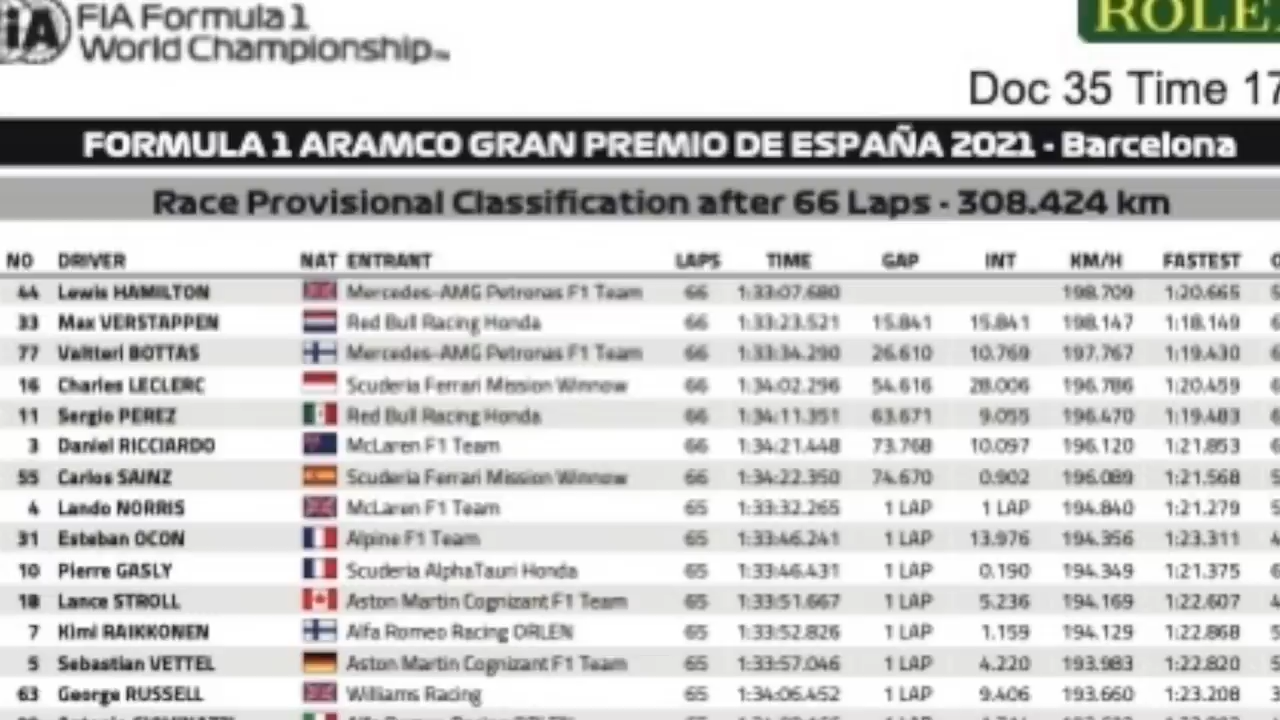 FIA FIA Formula 1
World Championship™
ROLEX
Doc 35 Time 17
FORMULA 1 ARAMCO GRAN PREMIO DE ESPAÑA 2021 - Barcelona
Race Provisional Classification after 66 Laps - 308.424 km
NO DRIVER NAT ENTRANT LAPS TIME GAP INT KM/H FASTEST
44 Lewis HAMILTON Mercedes-AMG Petronas F1 Team 66 1:33:07.680 198.709 1:20.665
33 Max VERSTAPPEN Red Bull Racing Honda 66 1:33:23.521 15.841 15.841 198.147 1:18.149
77 Valtteri BOTTAS Mercedes-AMG Petronas F1 Team 66 1:33:34.290 26.610 10.769 197.767 1:19.430
16 Charles LECLERC Scuderia Ferrari Mission Winnow 66 1:34:02.296 54.616 28.006 196.786 1:20.459
11 Sergio PEREZ Red Bull Racing Honda 66 1:34:11.351 63.671 9.055 196.470 1:19.483
3 Daniel RICCIARDO McLaren F1 Team 66 1:34:21.448 73.768 10.097 196.120 1:21.853
55 Carlos SAINZ Scuderia Ferrari Mission Winnow 66 1:34:22.350 74.670 0.902 196.089 1:21.568
4 Lando NORRIS McLaren F1 Team 65 1:33:32.265 1 LAP 1 LAP 194.840 1:21.279
31 Esteban OCON Alpine F1 Team 65 1:33:46.241 1 LAP 13.976 194.356 1:23.311
10 Pierre GASLY Scuderia AlphaTauri Honda 65 1:33:46.431 1 LAP 0.190 194.349 1:21.375
18 Lance STROLL Aston Martin Cognizant F1 Team 65 1:33:51.667 1 LAP 5.236 194.169 1:22.607
7 Kimi RAIKKONEN Alfa Romeo Racing ORLEN 65 1:33:52.826 1 LAP 1.159 194.129 1:22.868
5 Sebastian VETTEL Aston Martin Cognizant F1 Team 65 1:33:57.046 1 LAP 4.220 193.983 1:22.820
63 George RUSSELL Williams Racing 65 1:34:06.452 1 LAP 9.406 193.660 1:23.208